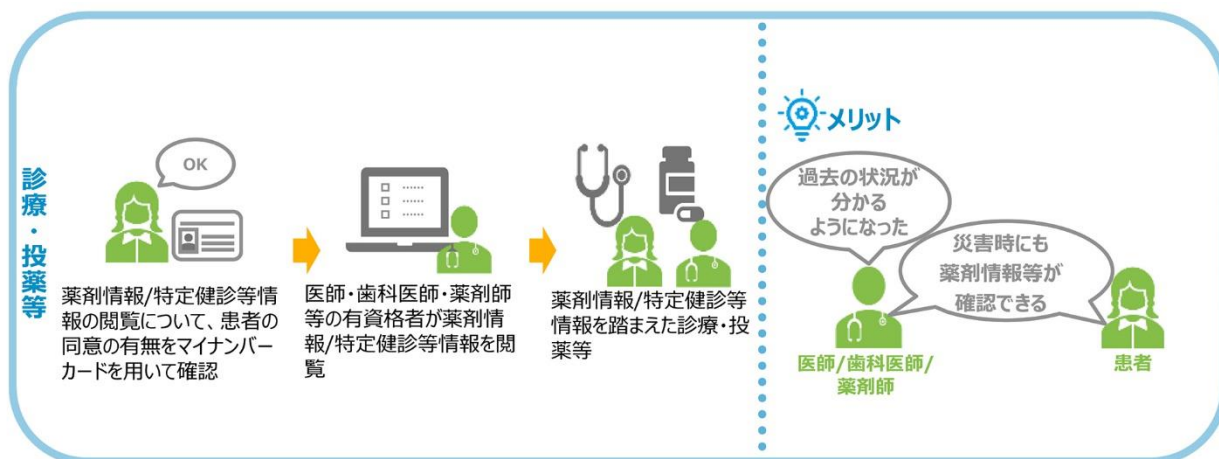 診療・投薬等
OK
薬剤情報/特定健診等情
報の閲覧について、患者の
同意の有無をマイナンバー
カードを用いて確認
医師・歯科医師・薬剤師
等の有資格者が薬剤情
報/特定健診等情報を閲
覧
薬剤情報/特定健診等
情報を踏まえた診療・投
薬等
メリット
過去の状況が
分かる
ようになった
災害時にも
薬剤情報等が
確認できる
医師/歯科医師/
薬剤師
患者